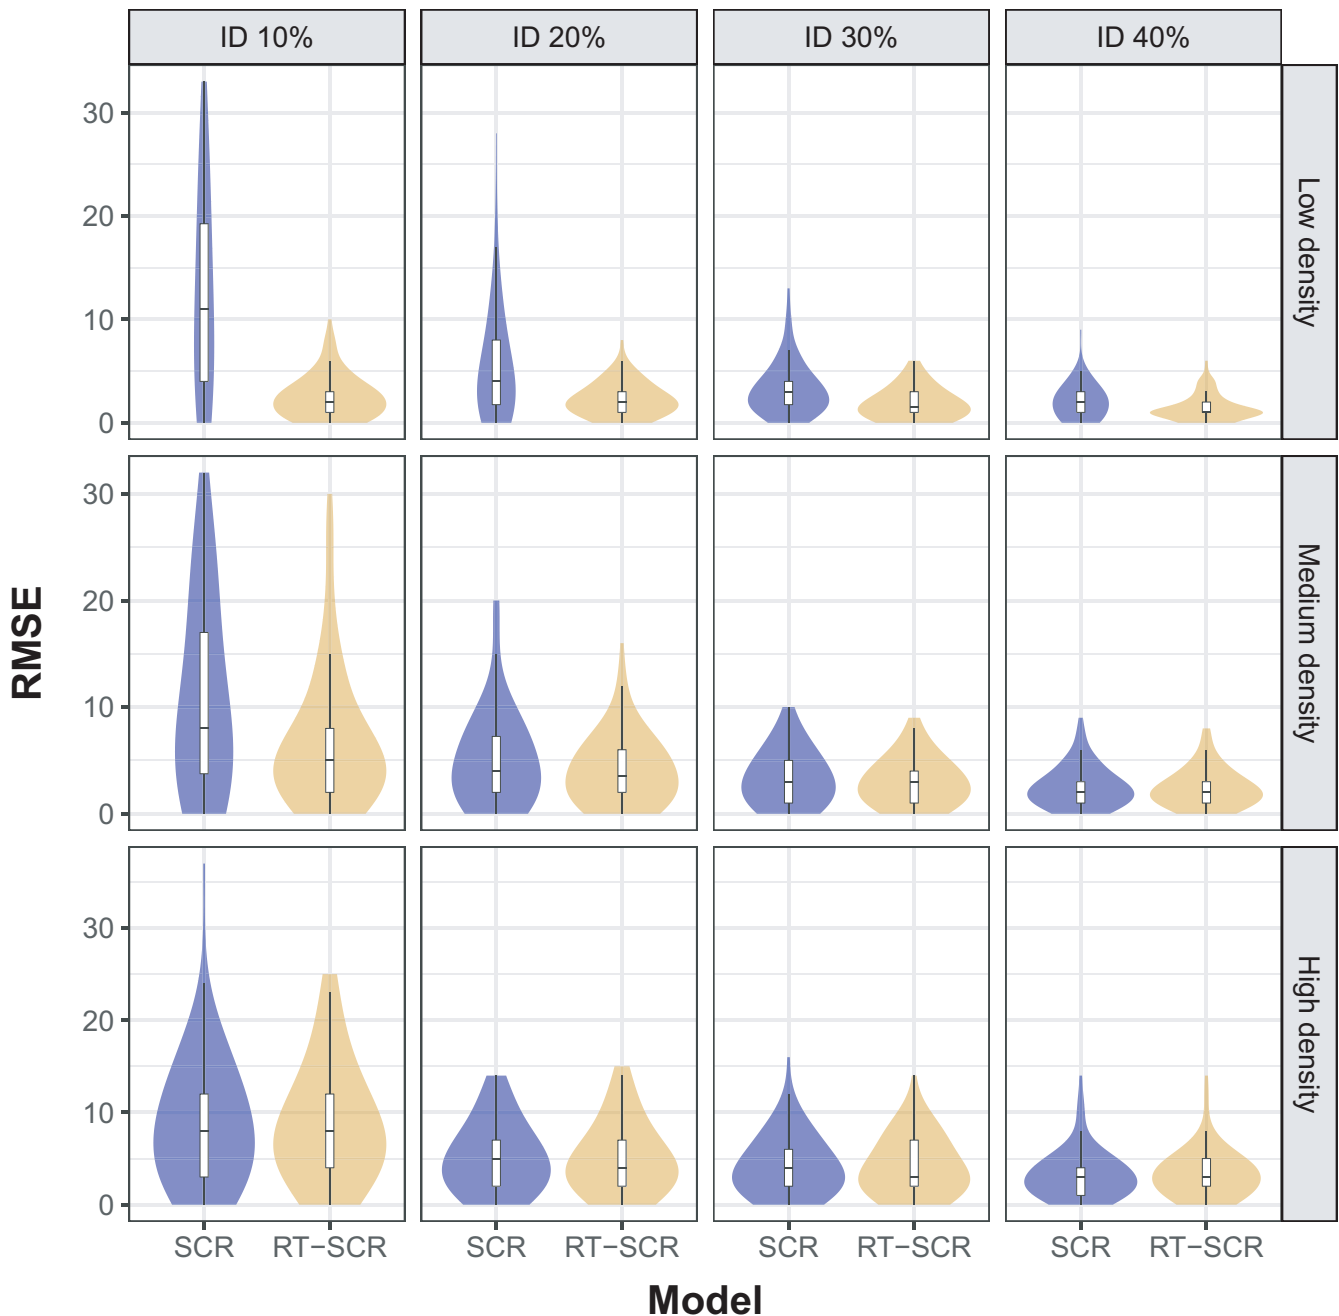 ID 10%
ID 20%
ID 30%
ID 40%
30
20
10
0
Low density
30
20
10
0
Medium density
RMSE
30
20
10
0
High density
SCR
RT−SCR
SCR
RT−SCR
SCR
RT−SCR
SCR
RT−SCR
Model